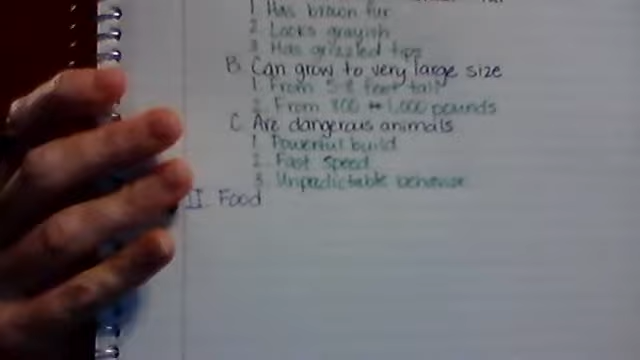 1 Has brown fur
2. Looks grayish
3 Has grizzled tips
B. Can grow to very large size
1. From 5-8 feet tall
2. From 800 to 1,000 pounds
C. Are dangerous animals
1. Powerful build
2. Fast speed
3. Unpredictable behavior
II. Food